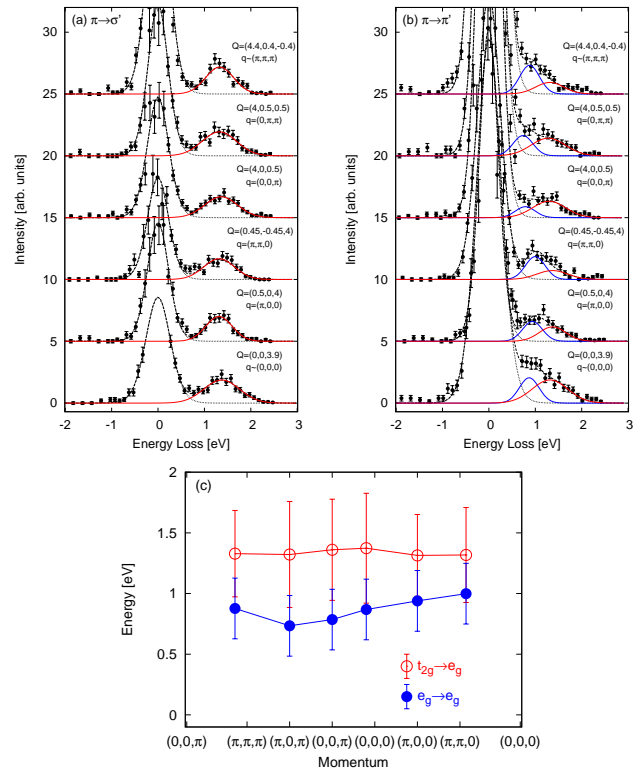 (a) π→σ'
Q=(4.4,0.4,-0.4)
q~(π,π,π)
Q=(4,0.5,0.5)
q=(0,π,π)
Q=(4,0,0.5)
q=(0,0,π)
Q=(0.45,-0.45,4)
q=(π,π,0)
Q=(0.5,0,4)
q=(π,0,0)
Q=(0,0,3.9)
q~(0,0,0)
Intensity [arb. units]
30
25
20
15
10
5
0
-2 -1 0 1 2 3
Energy Loss [eV]
(b) π→π'
Q=(4.4,0.4,-0.4)
q~(π,π,π)
Q=(4,0.5,0.5)
q=(0,π,π)
Q=(4,0,0.5)
q=(0,0,π)
Q=(0.45,-0.45,4)
q=(π,π,0)
Q=(0.5,0,4)
q=(π,0,0)
Q=(0,0,3.9)
q~(0,0,0)
Intensity [arb. units]
30
25
20
15
10
5
0
-2 -1 0 1 2 3
Energy Loss [eV]
(c)
Energy [eV]
2
1.5
1
0.5
0
t2g→eg
eg→eg
(0,0,π) (π,π,π) (π,0,π) (0,0,π) (0,0,0) (π,0,0) (π,π,0) (0,0,0)
Momentum